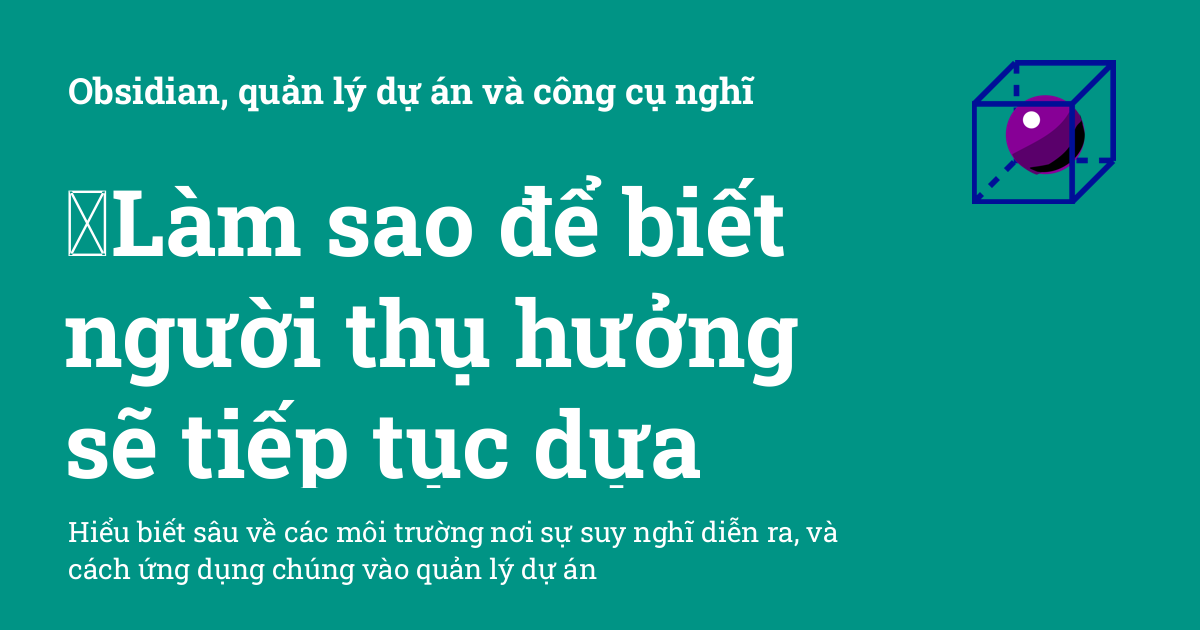 Obsidian, quản lý dự án và công cụ nghĩ
Làm sao để biết
người thụ hưởng
sẽ tiếp tục dựa
Hiểu biết sâu về các môi trường nơi sự suy nghĩ diễn ra, và
cách ứng dụng chúng vào quản lý dự án